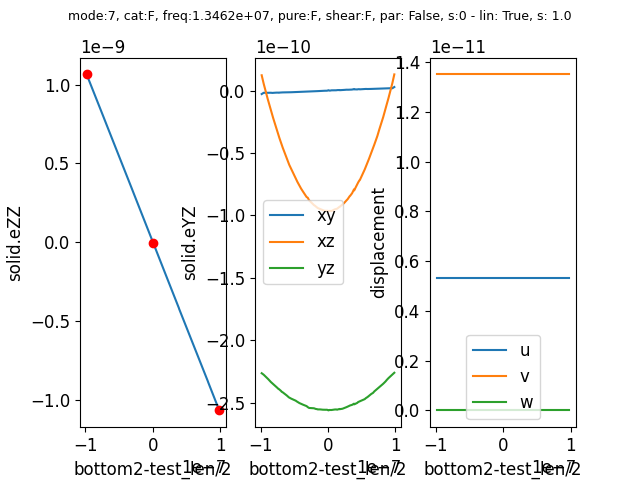 mode:7, cat:F, freq:1.3462e+07, pure:F, shear:F, par: False, s:0 - lin: True, s: 1.0
1e−9
1.0
0.5
0.0
−0.5
−1.0
−1
0
1
1e−7
bottom2-test_len/2
solid.eZZ
1e−10
0.0
−0.5
−1.0
−1.5
−2.0
−2.5
−1
0
1
1e−7
bottom2-test_len/2
solid.eYZ
xy
xz
yz
1e−11
1.4
1.2
1.0
0.8
0.6
0.4
0.2
0.0
−1
0
1
1e−7
bottom2-test_len/2
displacement
u
v
w